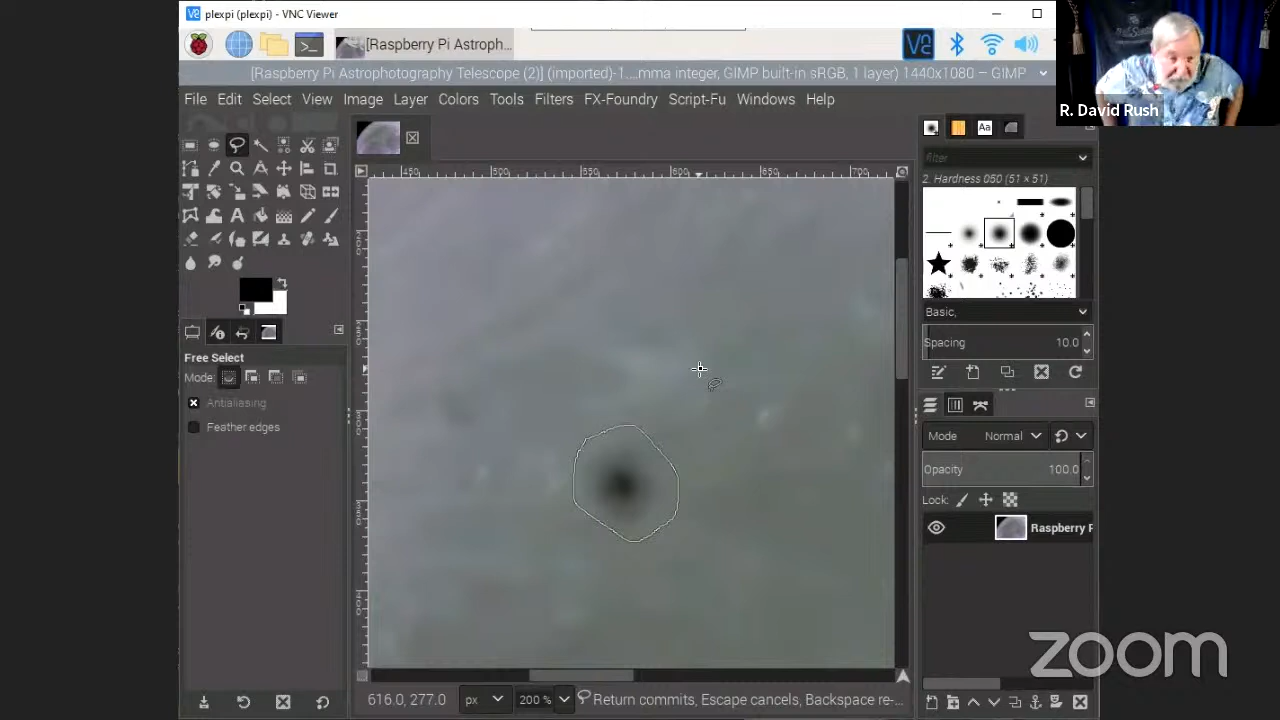 plexpi (plexpi) - VNC Viewer
[Raspberry Pi Astroph...
R. David Rush
[Raspberry Pi Astrophotography Telescope (2)] (imported)-1....mma integer, GIMP built-in sRGB, 1 layer) 1440x1080 – GIMP
File Edit Select View Image Layer Colors Tools Filters FX-Foundry Script-Fu Windows Help
Aa
filter
2. Hardness 050 (51 × 51)
Basic,
Spacing 10.0
Free Select
Mode:
Antialiasing
Feather edges
Mode Normal
Opacity 100.0
Lock:
Raspberry P
616.0, 277.0 px 200 % Return commits, Escape cancels, Backspace re-...
zoom